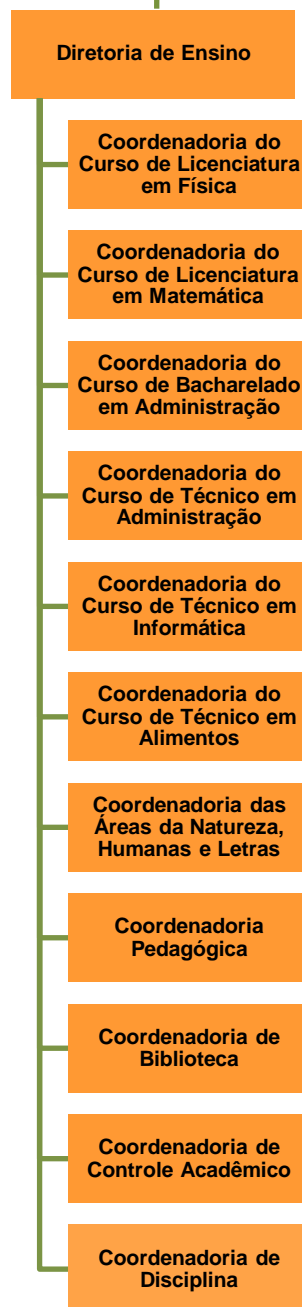 Diretoria de Ensino
Coordenadoria do
Curso de Licenciatura
em Física
Coordenadoria do
Curso de Licenciatura
em Matemática
Coordenadoria do
Curso de Bacharelado
em Administração
Coordenadoria do
Curso de Técnico em
Administração
Coordenadoria do
Curso de Técnico em
Informática
Coordenadoria do
Curso de Técnico em
Alimentos
Coordenadoria das
Áreas da Natureza,
Humanas e Letras
Coordenadoria
Pedagógica
Coordenadoria de
Biblioteca
Coordenadoria de
Controle Acadêmico
Coordenadoria de
Disciplina